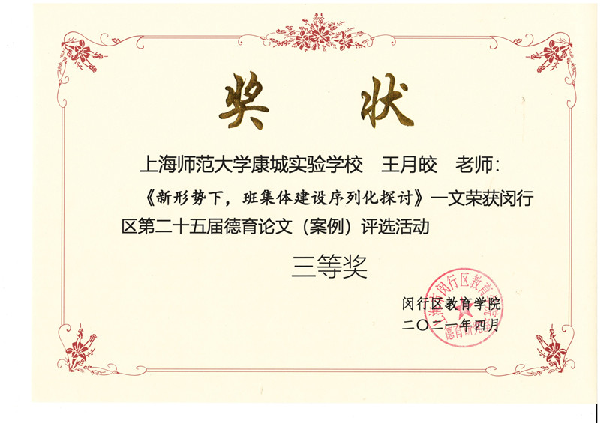 奖 状
上海师范大学康城实验学校 王月皎 老师：
《新形势下，班集体建设序列化探讨》一文荣获闵行
区第二十五届德育论文（案例）评选活动
三等奖
闵行区教育学院
二〇二一年四月